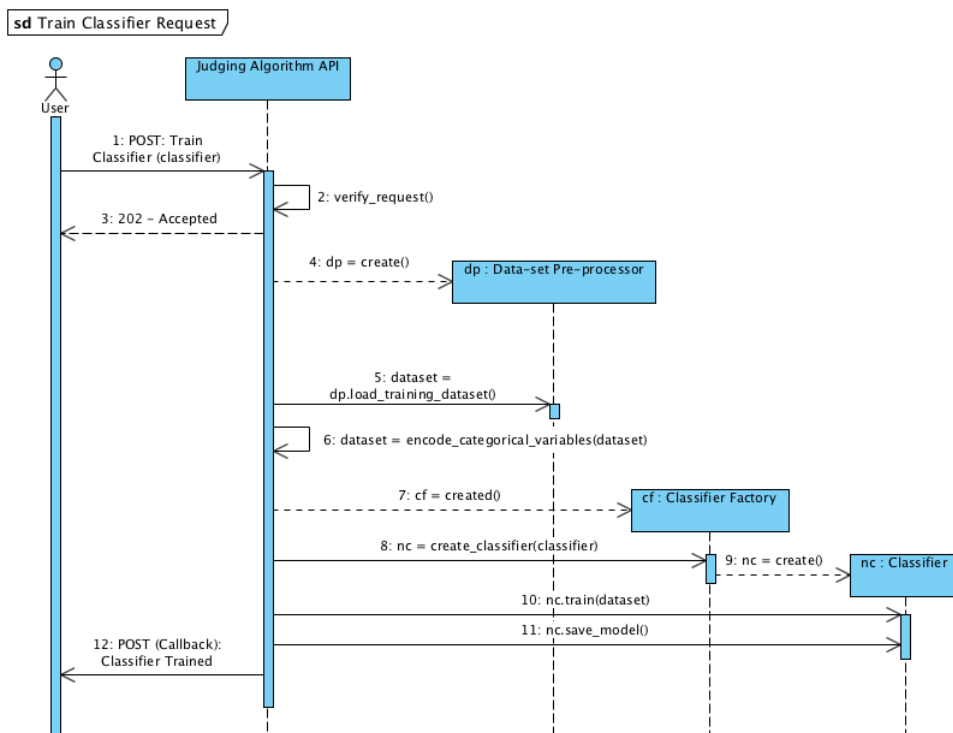 sd Train Classifier Request
Judging Algorithm API
User
1: POST: Train
Classifier (classifier)
2: verify_request()
3: 202 - Accepted
4: dp = create()
dp : Data-set Pre-processor
5: dataset =
dp.load_training_dataset()
6: dataset = encode_categorical_variables(dataset)
7: cf = created()
cf : Classifier Factory
8: nc = create_classifier(classifier)
9: nc = create()
nc : Classifier
10: nc.train(dataset)
11: nc.save_model()
12: POST (Callback):
Classifier Trained